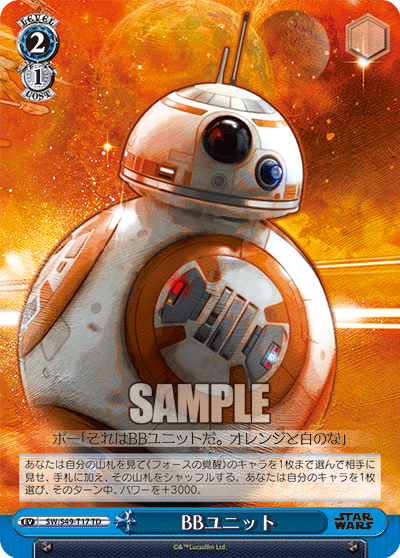 LEVEL
2
1
COST
SAMPLE
ポー「それはBBユニットだ。オレンジと白のな」
あなたは自分の山札を見て《フォースの覚醒》のキャラを1枚まで選んで相手に
見せ、手札に加え、その山札をシャッフルする。あなたは自分のキャラを1枚
選び、そのターン中、パワーを+3000。
EV SW/S49-T17 TD BBユニット STAR WARS
©&™Lucasfilm Ltd.